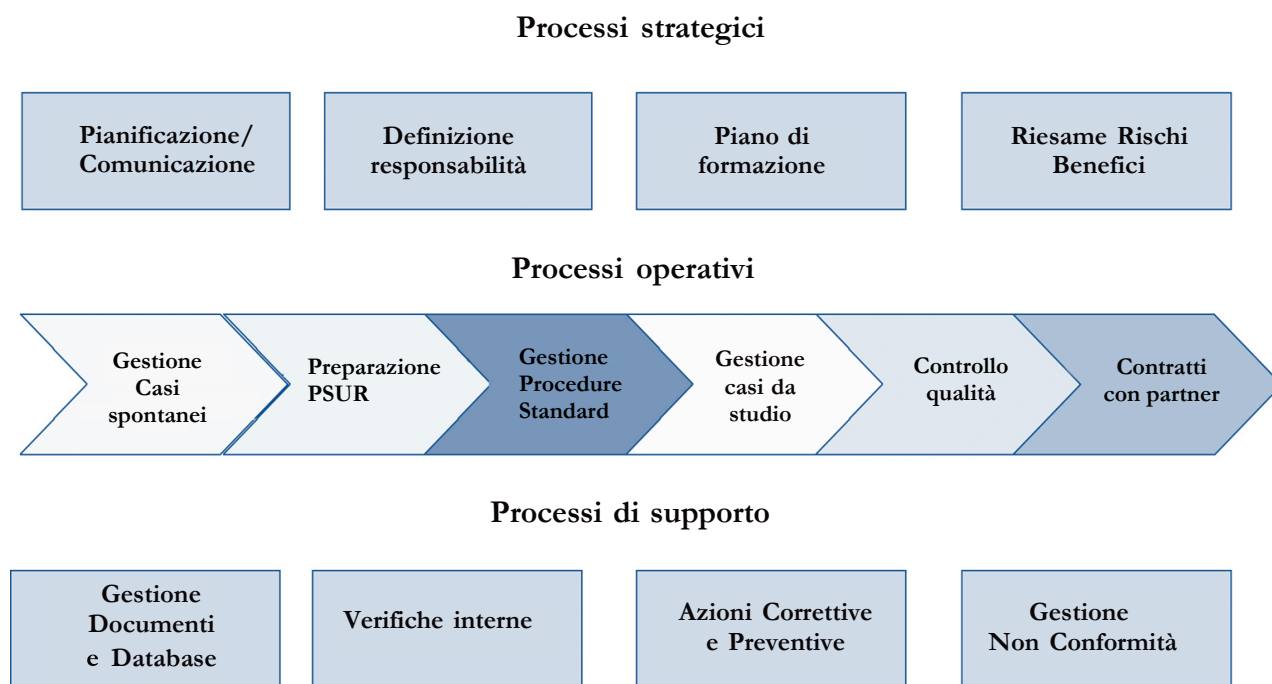 Processi strategici
Pianificazione/
Comunicazione
Definizione
responsabilità
Piano di
formazione
Riesame Rischi
Benefici
Processi operativi
Gestione
Casi
spontanei
Preparazione
PSUR
Gestione
Procedure
Standard
Gestione
casi da
studio
Controllo
qualità
Contratti
con partner
Processi di supporto
Gestione
Documenti
e Database
Verifiche interne
Azioni Correttive
e Preventive
Gestione
Non Conformità